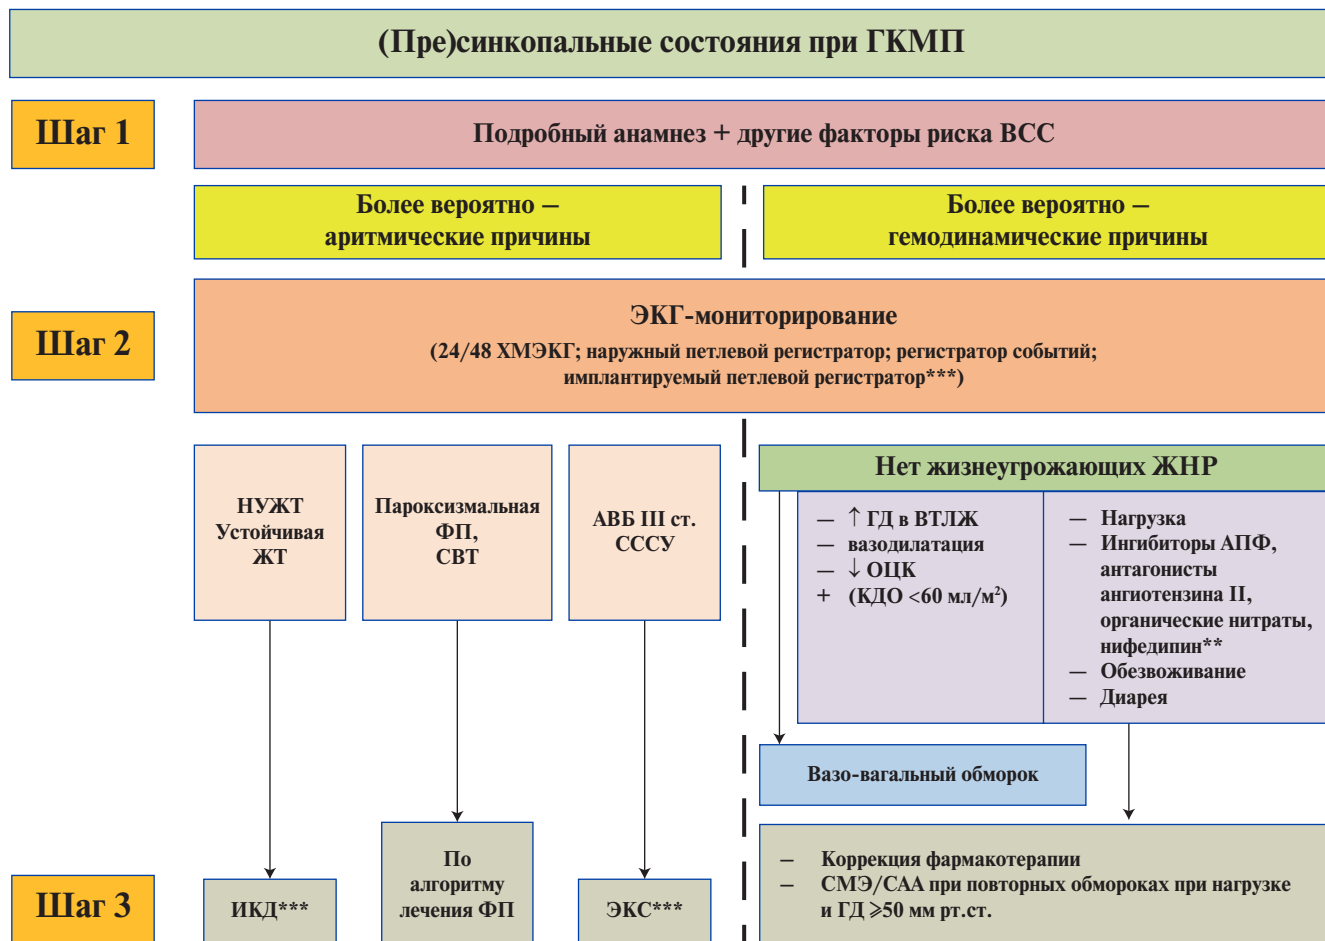 (Пре)синкопальные состояния при ГКМП
Шаг 1
Подробный анамнез + другие факторы риска ВСС
Более вероятно –
аритмические причины
Более вероятно –
гемодинамические причины
Шаг 2
ЭКГ-мониторирование
(24/48 ХМЭКГ; наружный петлевой регистратор; регистратор событий;
имплантируемый петлевой регистратор***)
НУЖТ
Устойчивая
ЖТ
Пароксизмальная
ФП,
СВТ
АВБ III ст.
СССУ
Нет жизнеугрожающих ЖНР
— ↑ ГД в ВТЛЖ
— вазодилатация
— ↓ ОЦК
+ (КДО <60 мл/м²)
— Нагрузка
— Ингибиторы АПФ,
антагонисты
ангиотензина II,
органические нитраты,
нифедипин**
— Обезвоживание
— Диарея
Вазо-вагальный обморок
Шаг 3
ИКД***
По
алгоритму
лечения ФП
ЭКС***
– Коррекция фармакотерапии
– СМЭ/САА при повторных обмороках при нагрузке
и ГД ⩾50 мм рт.ст.